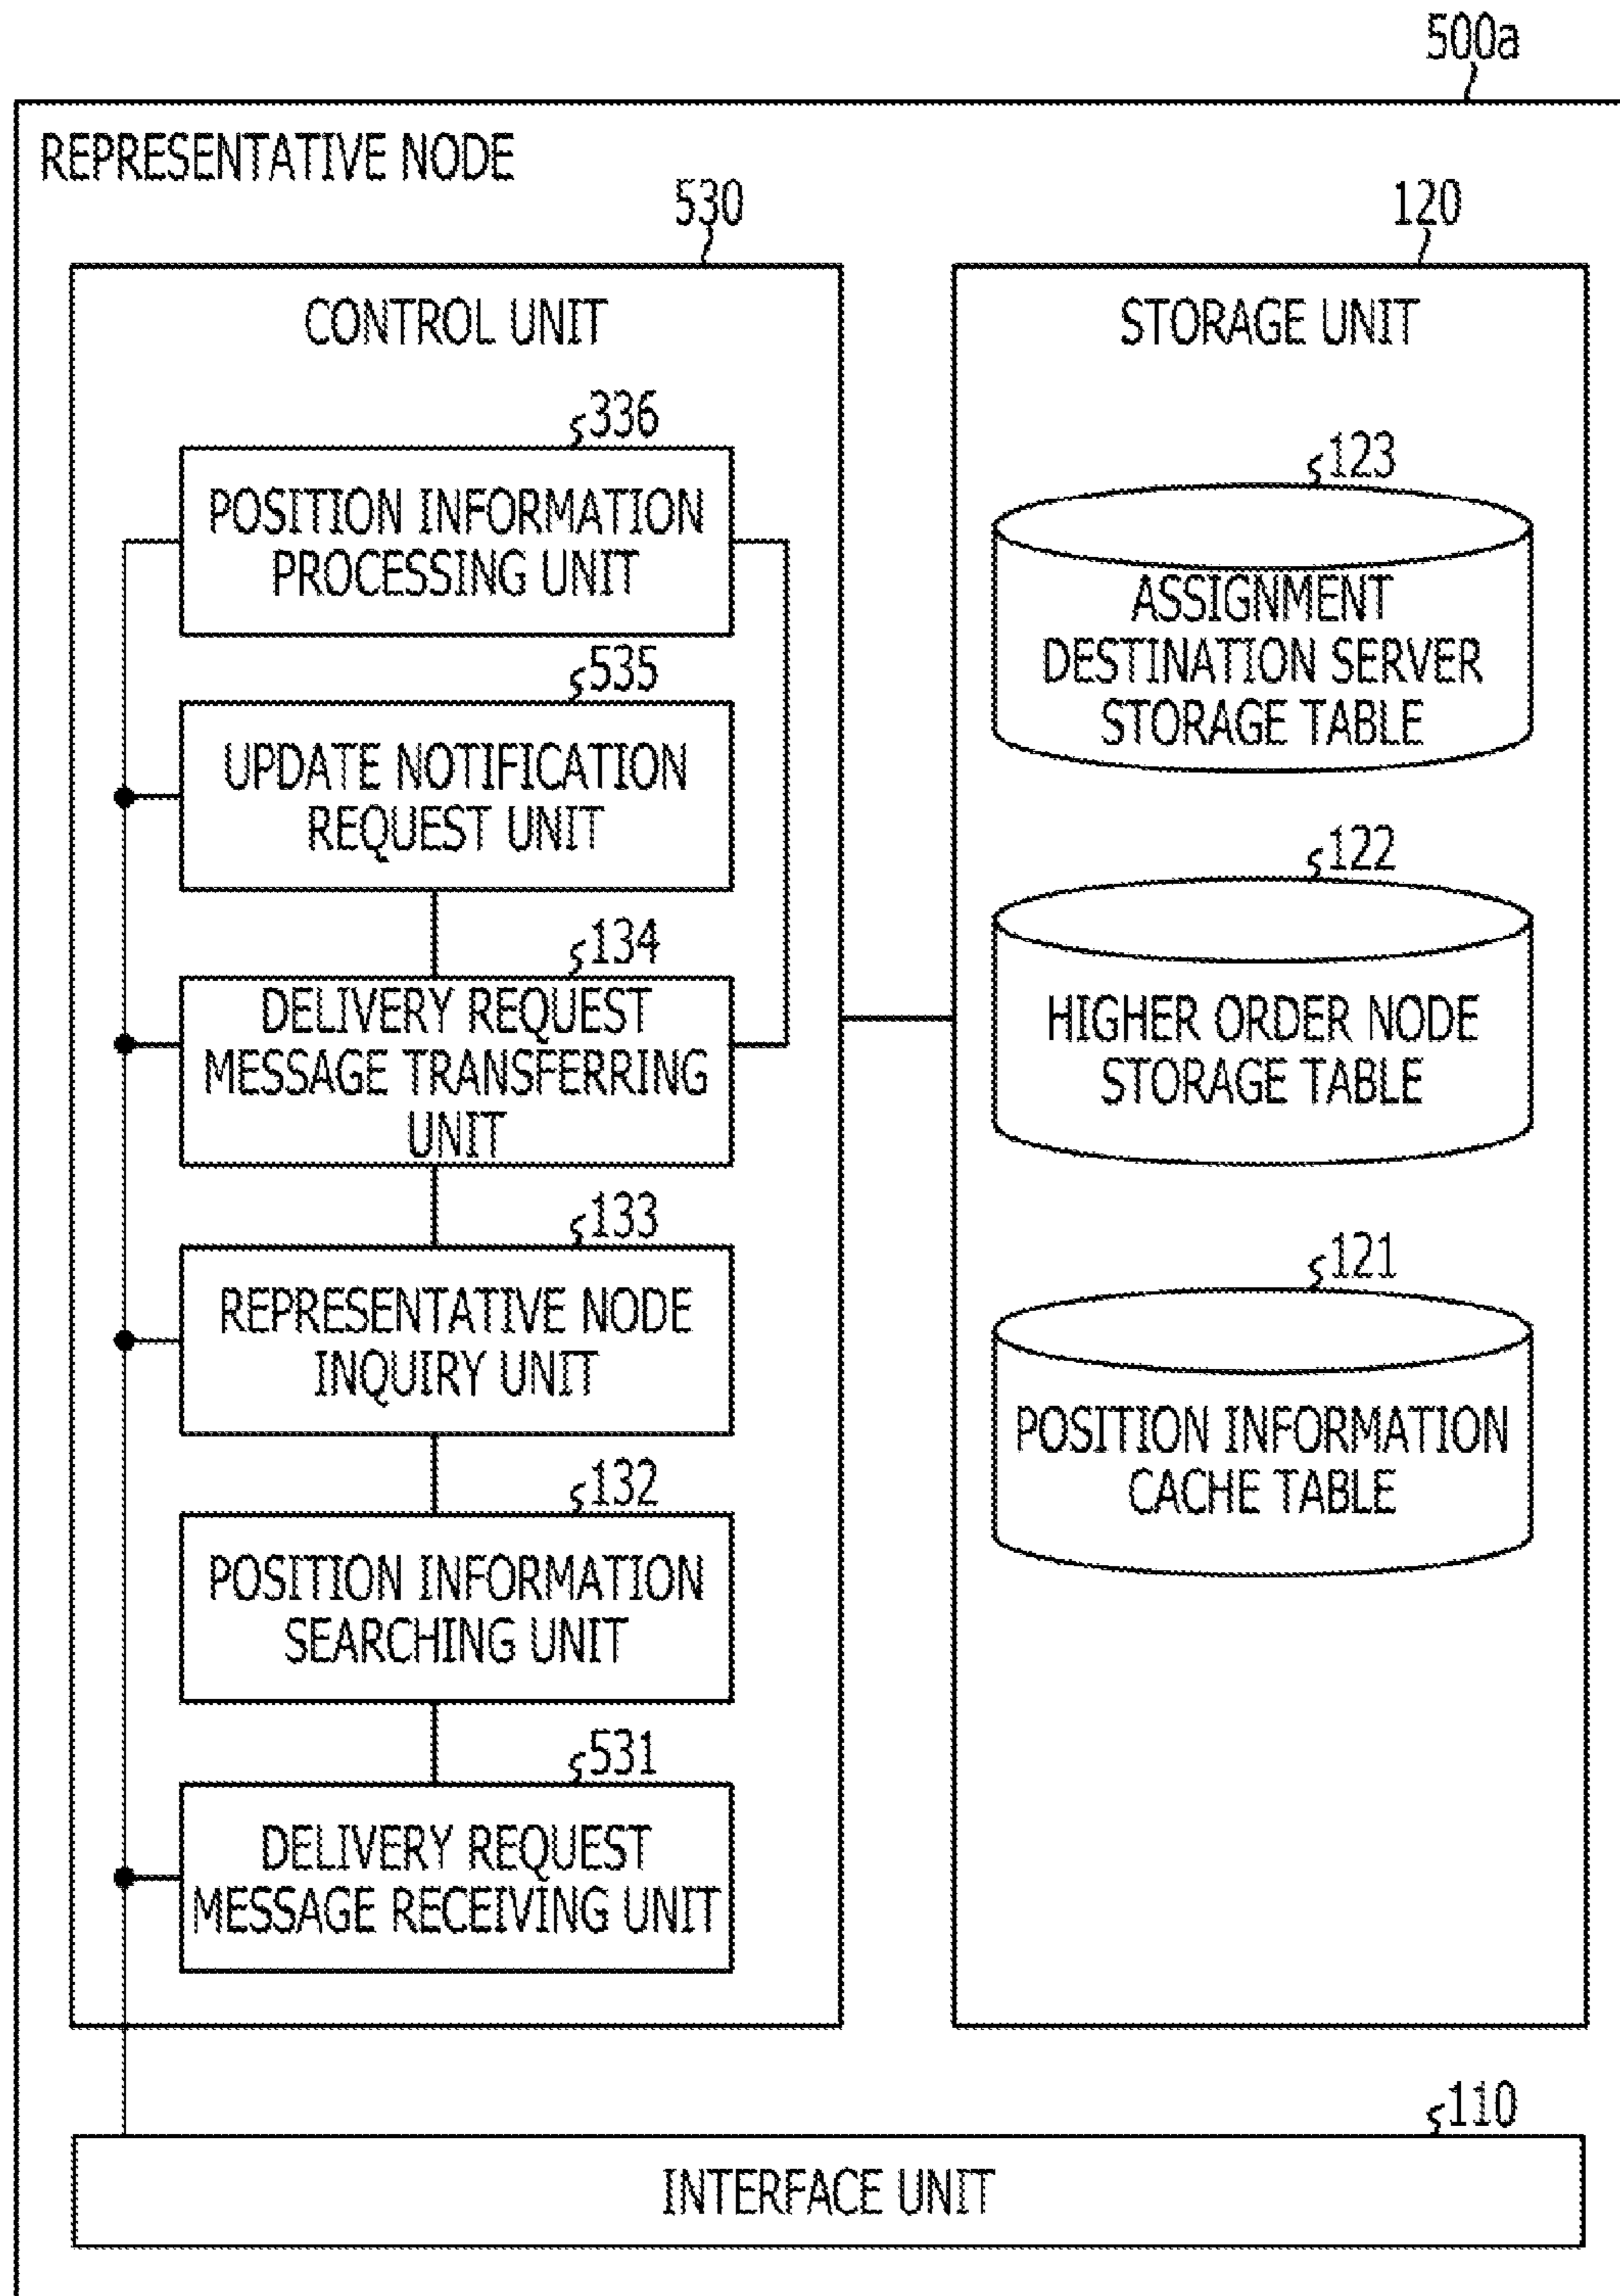 500a
REPRESENTATIVE NODE
530
CONTROL UNIT
336
POSITION INFORMATION
PROCESSING UNIT
535
UPDATE NOTIFICATION
REQUEST UNIT
134
DELIVERY REQUEST
MESSAGE TRANSFERRING
UNIT
133
REPRESENTATIVE NODE
INQUIRY UNIT
132
POSITION INFORMATION
SEARCHING UNIT
531
DELIVERY REQUEST
MESSAGE RECEIVING UNIT
120
STORAGE UNIT
123
ASSIGNMENT
DESTINATION SERVER
STORAGE TABLE
122
HIGHER ORDER NODE
STORAGE TABLE
121
POSITION INFORMATION
CACHE TABLE
110
INTERFACE UNIT